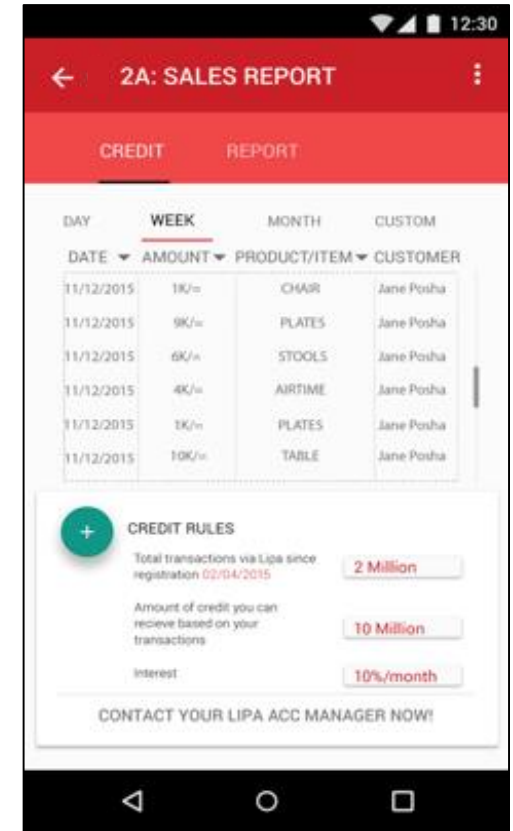 12:30
2A: SALES REPORT
CREDIT REPORT
DAY WEEK MONTH CUSTOM
DATE AMOUNT PRODUCT/ITEM CUSTOMER
11/12/2015 1K/= CHAIR Jane Posha
11/12/2015 9K/= PLATES Jane Posha
11/12/2015 6K/= STOOLS Jane Posha
11/12/2015 4K/= AIRTIME Jane Posha
11/12/2015 1K/= PLATES Jane Posha
11/12/2015 10K/= TABLE Jane Posha
+
CREDIT RULES
Total transactions via Lipa since
registration 02/04/2015
2 Million
Amount of credit you can
recieve based on your
transactions
10 Million
Interest
10%/month
CONTACT YOUR LIPA ACC MANAGER NOW!